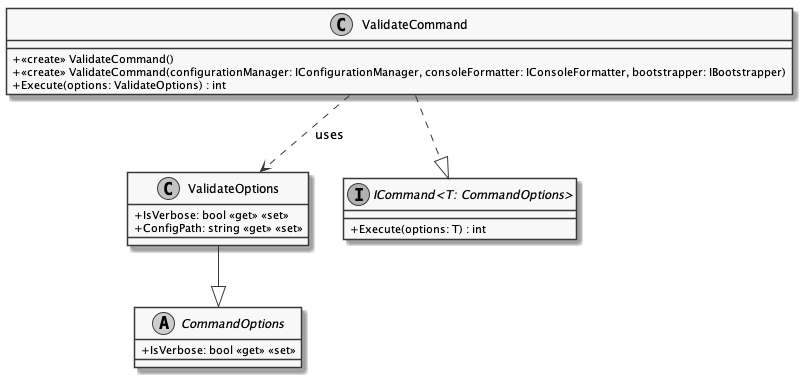 C ValidateCommand
+«create» ValidateCommand()
+«create» ValidateCommand(configurationManager: IConfigurationManager, consoleFormatter: IConsoleFormatter, bootstrapper: IBootstrapper)
+Execute(options: ValidateOptions) : int
uses
C ValidateOptions
+IsVerbose: bool «get» «set»
+ConfigPath: string «get» «set»
I ICommand<T: CommandOptions>
+Execute(options: T) : int
A CommandOptions
+IsVerbose: bool «get» «set»